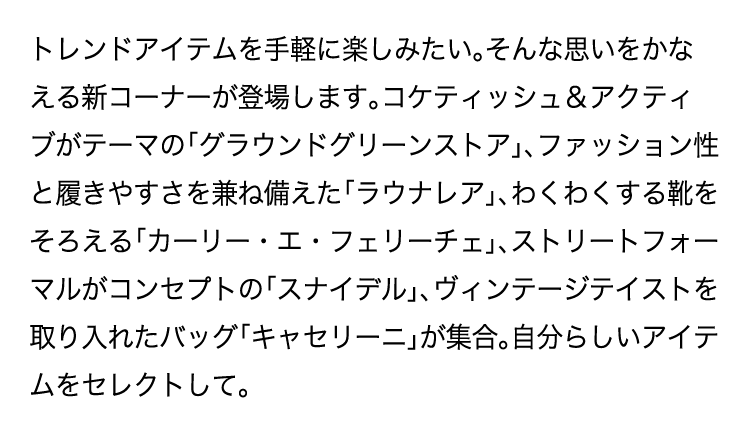 トレンドアイテムを手軽に楽しみたい。そんな思いをかな
える新コーナーが登場します。コケティッシュ＆アクティ
ブがテーマの「グラウンドグリーンストア」、ファッション性
と履きやすさを兼ね備えた「ラウナレア」、わくわくする靴を
そろえる「カーリー・エ・フェリーチェ」、ストリートフォー
マルがコンセプトの「スナイデル」、ヴィンテージテイストを
取り入れたバッグ「キャセリーニ」が集合。自分らしいアイテ
ムをセレクトして。